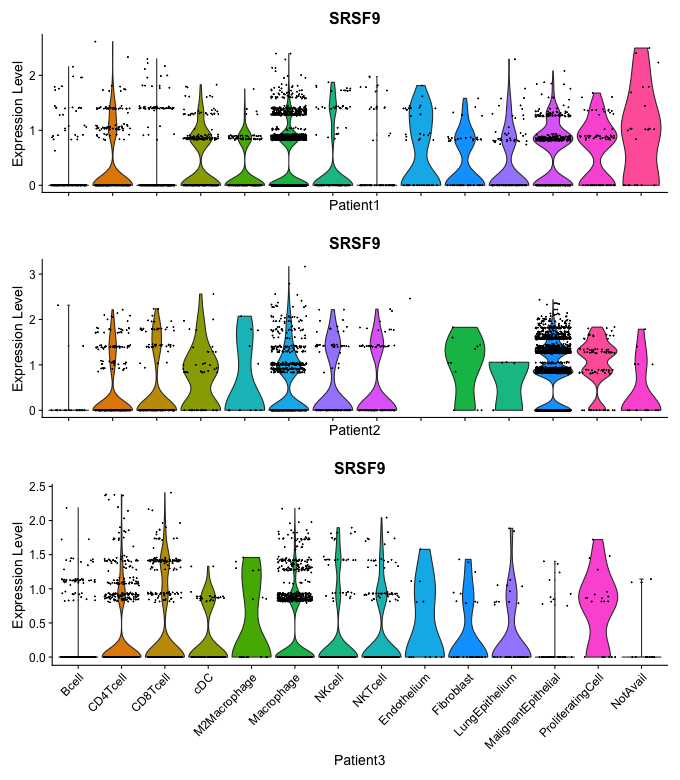 SRSF9
Expression Level
2
1
0
Patient1
SRSF9
Expression Level
3
2
1
0
Patient2
SRSF9
Expression Level
2.5
2.0
1.5
1.0
0.5
0.0
Bcell
CD4Tcell
CD8Tcell
cDC
M2Macrophage
Macrophage
NKcell
NKTcell
Endothelium
Fibroblast
LungEpithelium
MalignantEpithelial
ProliferatingCell
NotAvail
Patient3